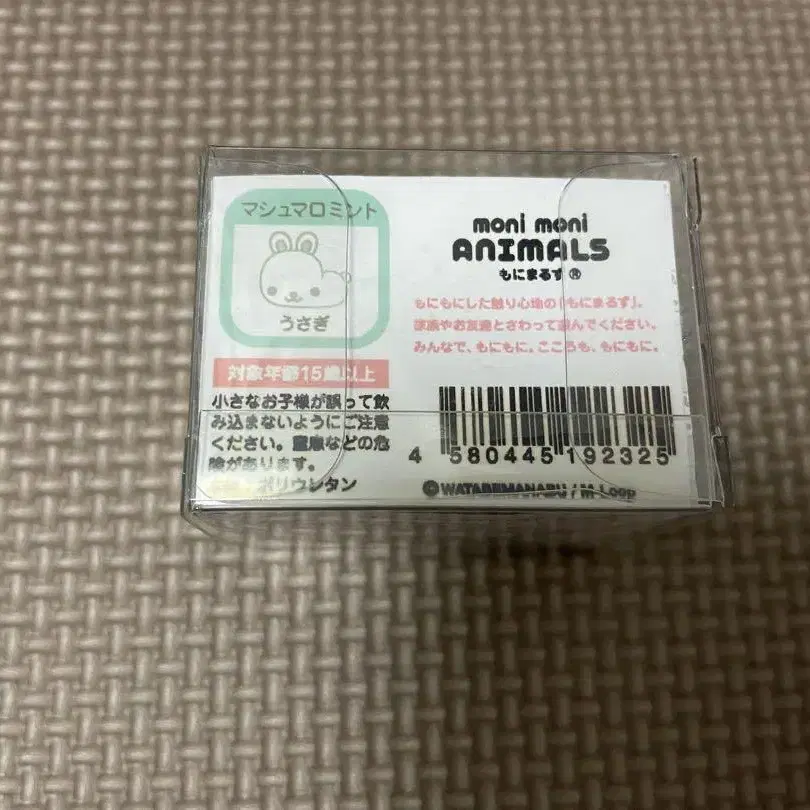 マシュマロミント
うさぎ
対象年齢15歳以上
小さなお子様が誤って飲
み込まないようにご注意
ください。窒息などの危
険があります。
ポリウレタン
moni moni
ANIMALS
もにまるず ®
もにもにした触り心地の「もにまるず」。
家族やお友達とさわって遊んでください。
みんなで、もにもに。こころも、もにもに。
4 580445 192325
©WATABEMANABU / M-Loop